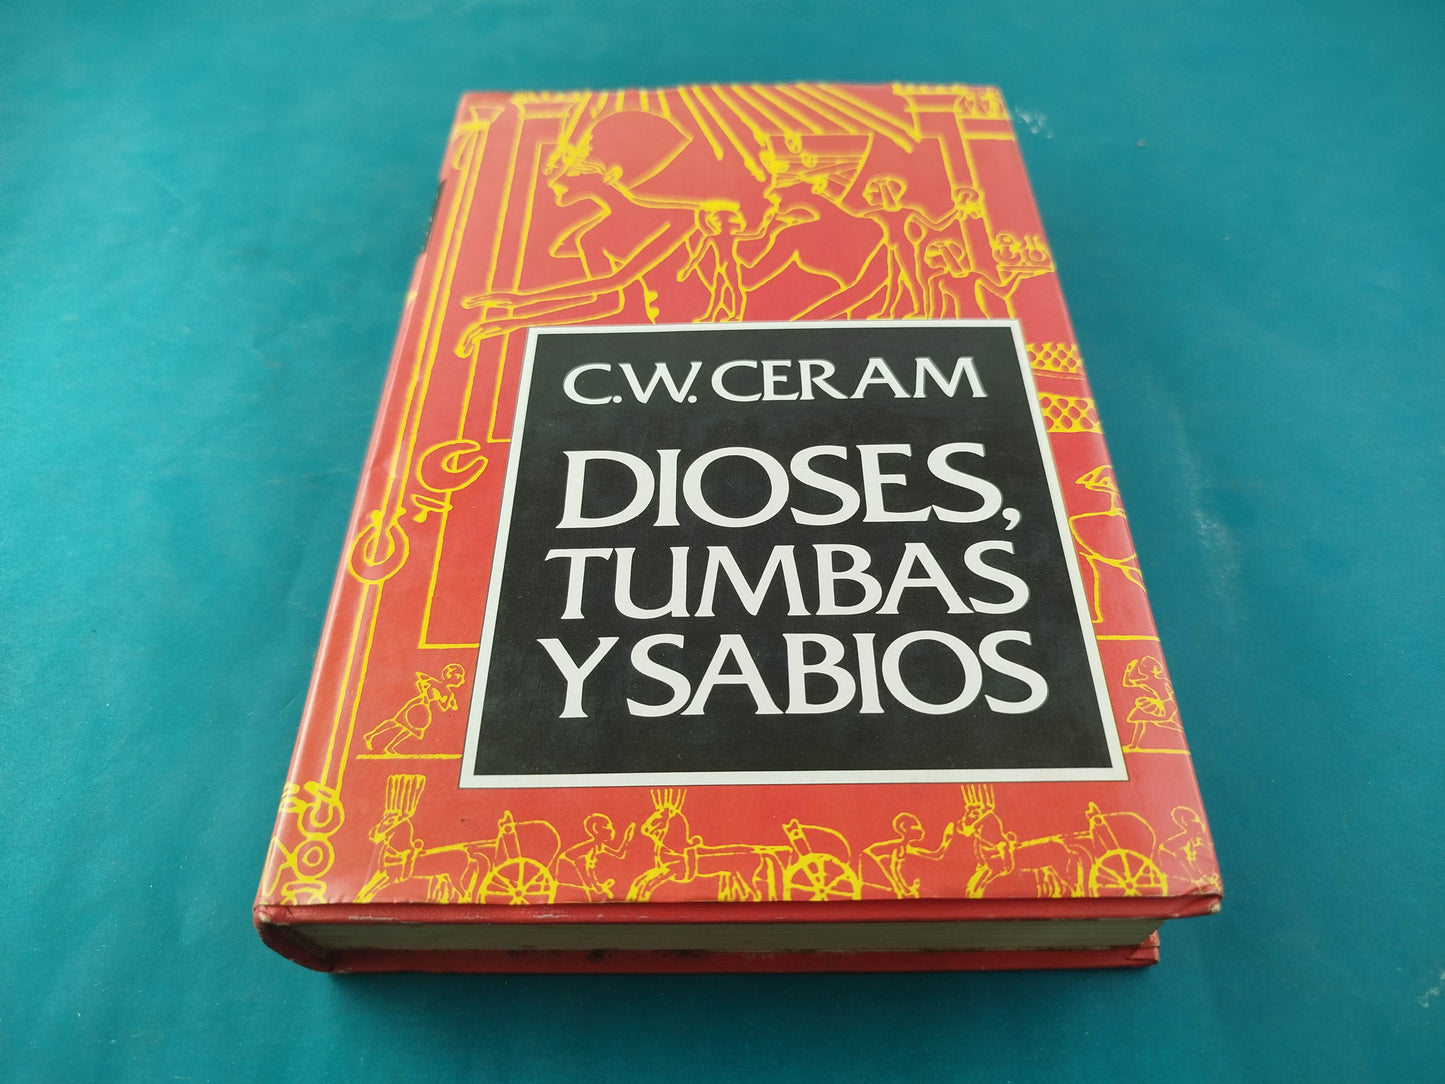 C.W. CERAM
DIOSES,
TUMBAS
Y SABIOS